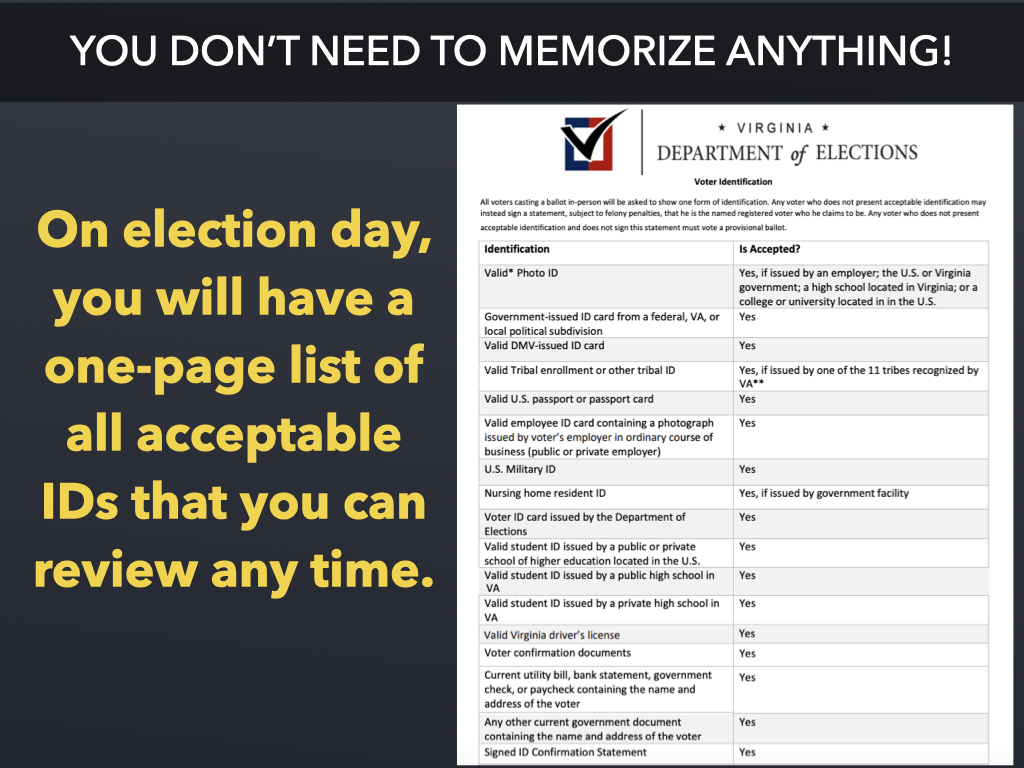 YOU DON'T NEED TO MEMORIZE ANYTHING!
On election day,
you will have a
one-page list of
all acceptable
IDs that you can
review any time.
★ VIRGINIA ★
DEPARTMENT of ELECTIONS
Voter Identification
All voters casting a ballot in-person will be asked to show one form of identification. Any voter who does not present acceptable identification may
instead sign a statement, subject to felony penalties, that he is the named registered voter who he claims to be. Any voter who does not present
acceptable identification and does not sign this statement must vote a provisional ballot.
Identification Is Accepted?
Valid* Photo ID Yes, if issued by an employer; the U.S. or Virginia
government; a high school located in Virginia; or a
college or university located in in the U.S.
Government-issued ID card from a federal, VA, or Yes
local political subdivision
Valid DMV-issued ID card Yes
Valid Tribal enrollment or other tribal ID Yes, if issued by one of the 11 tribes recognized by
VA**
Valid U.S. passport or passport card Yes
Valid employee ID card containing a photograph Yes
issued by voter's employer in ordinary course of
business (public or private employer)
U.S. Military ID Yes
Nursing home resident ID Yes, if issued by government facility
Voter ID card issued by the Department of Yes
Elections
Valid student ID issued by a public or private Yes
school of higher education located in the U.S.
Valid student ID issued by a public high school in Yes
VA
Valid student ID issued by a private high school in Yes
VA
Valid Virginia driver's license Yes
Voter confirmation documents Yes
Current utility bill, bank statement, government Yes
check, or paycheck containing the name and
address of the voter
Any other current government document Yes
containing the name and address of the voter
Signed ID Confirmation Statement Yes